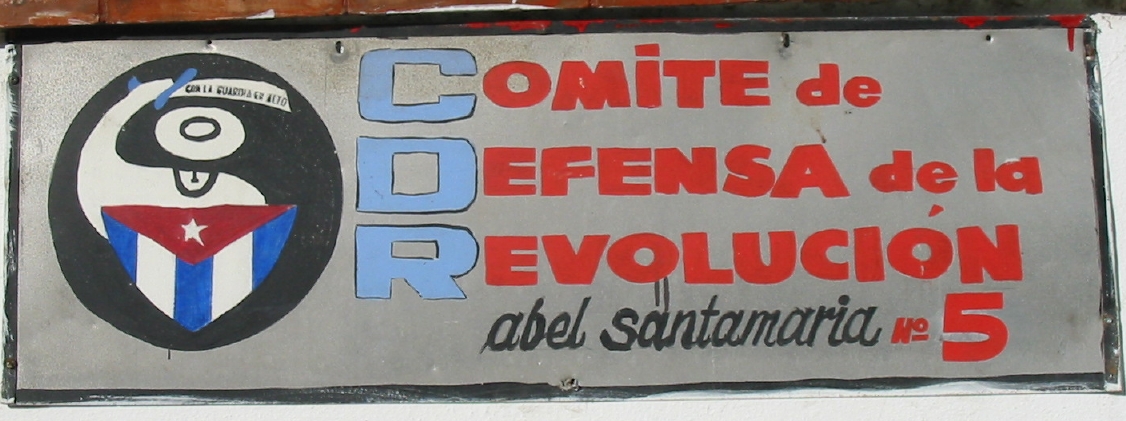 CON LA GUARDIA EN ALTO
COMiTE de
DEFENSA de la
REVOLUCIÓN
abel santamaria Nº 5